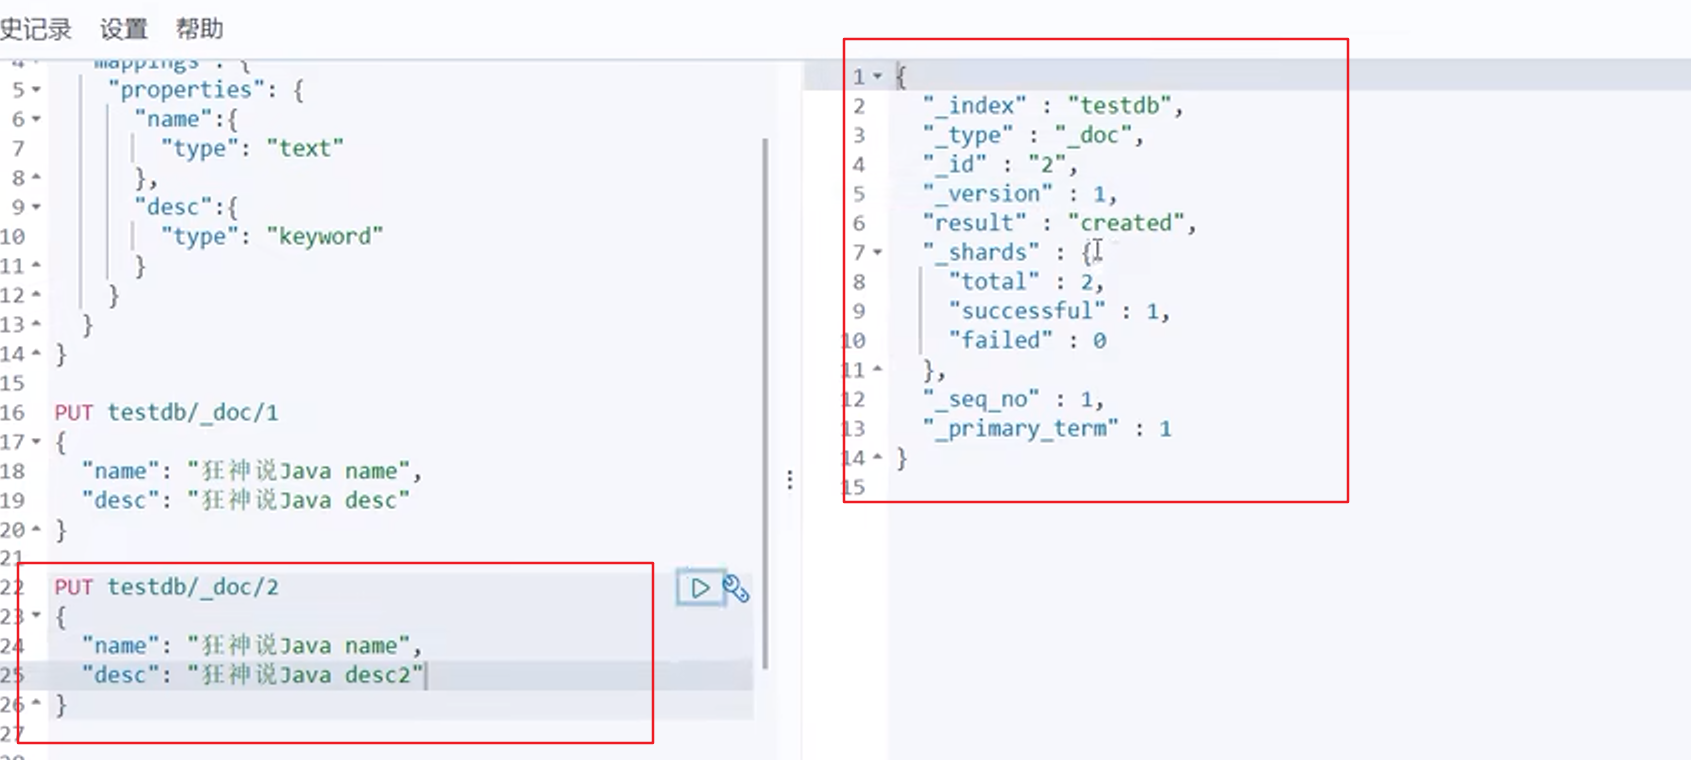 史记录 设置 帮助
4 mappings : {
5 "properties": {
6 "name":{
7 "type": "text"
8 },
9 "desc":{
10 "type": "keyword"
11 }
12 }
13 }
14 }
15
16 PUT testdb/_doc/1
17 {
18 "name": "狂神说Java name",
19 "desc": "狂神说Java desc"
20 }
21
22 PUT testdb/_doc/2
23 {
24 "name": "狂神说Java name",
25 "desc": "狂神说Java desc2"
26 }
27
1 {
2 "_index" : "testdb",
3 "_type" : "_doc",
4 "_id" : "2",
5 "_version" : 1,
6 "result" : "created",
7 "_shards" : {
8 "total" : 2,
9 "successful" : 1,
10 "failed" : 0
11 },
12 "_seq_no" : 1,
13 "_primary_term" : 1
14 }
15